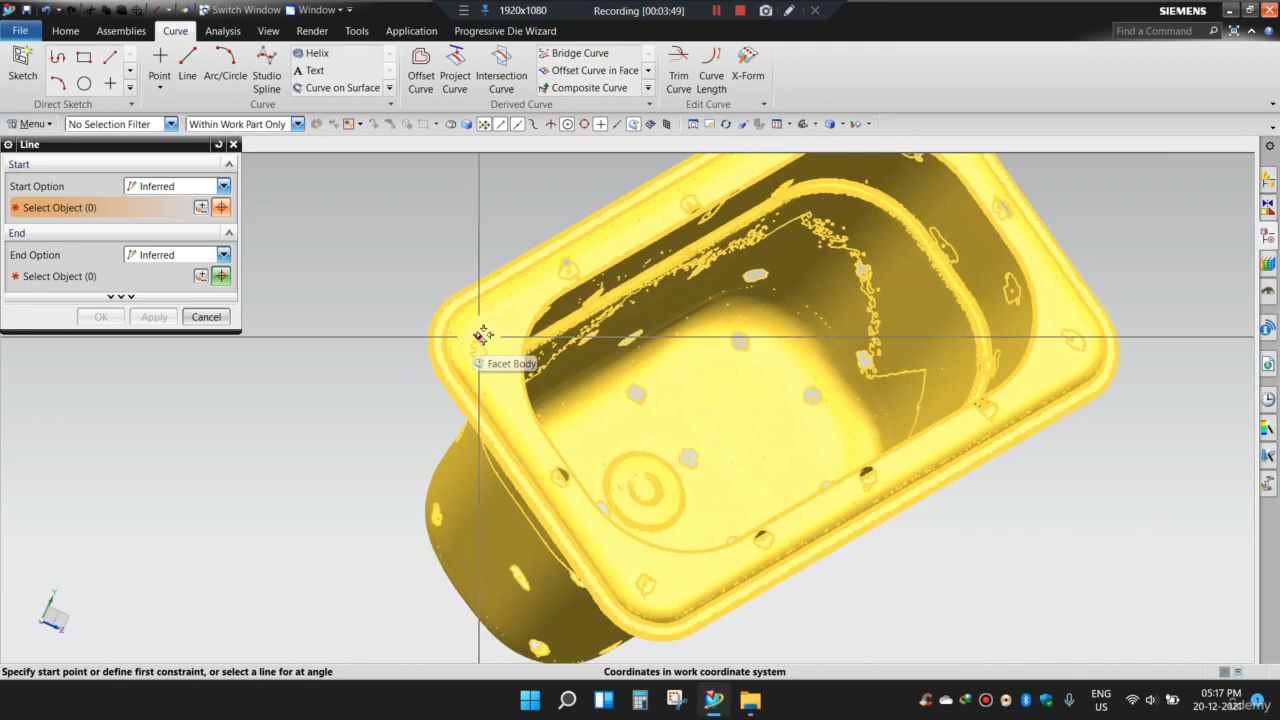 Switch Window
Window
1920x1080
Recording [00:03:49]
SIEMENS
File
Home
Assemblies
Curve
Analysis
View
Render
Tools
Application
Progressive Die Wizard
Find a Command
Sketch
Direct Sketch
Point
Line
Arc/Circle
Studio
Spline
Helix
Text
Curve on Surface
Curve
Offset
Curve
Project
Curve
Intersection
Curve
Bridge Curve
Offset Curve in Face
Composite Curve
Derived Curve
Trim
Curve
Curve
Length
X-Form
Edit Curve
Menu
No Selection Filter
Within Work Part Only
Line
Start
Start Option
Inferred
* Select Object (0)
End
End Option
Inferred
* Select Object (0)
OK
Apply
Cancel
Facet Body
Y
Z
Specify start point or define first constraint, or select a line for at angle
Coordinates in work coordinate system
ENG
US
05:17 PM
20-12-2021
1